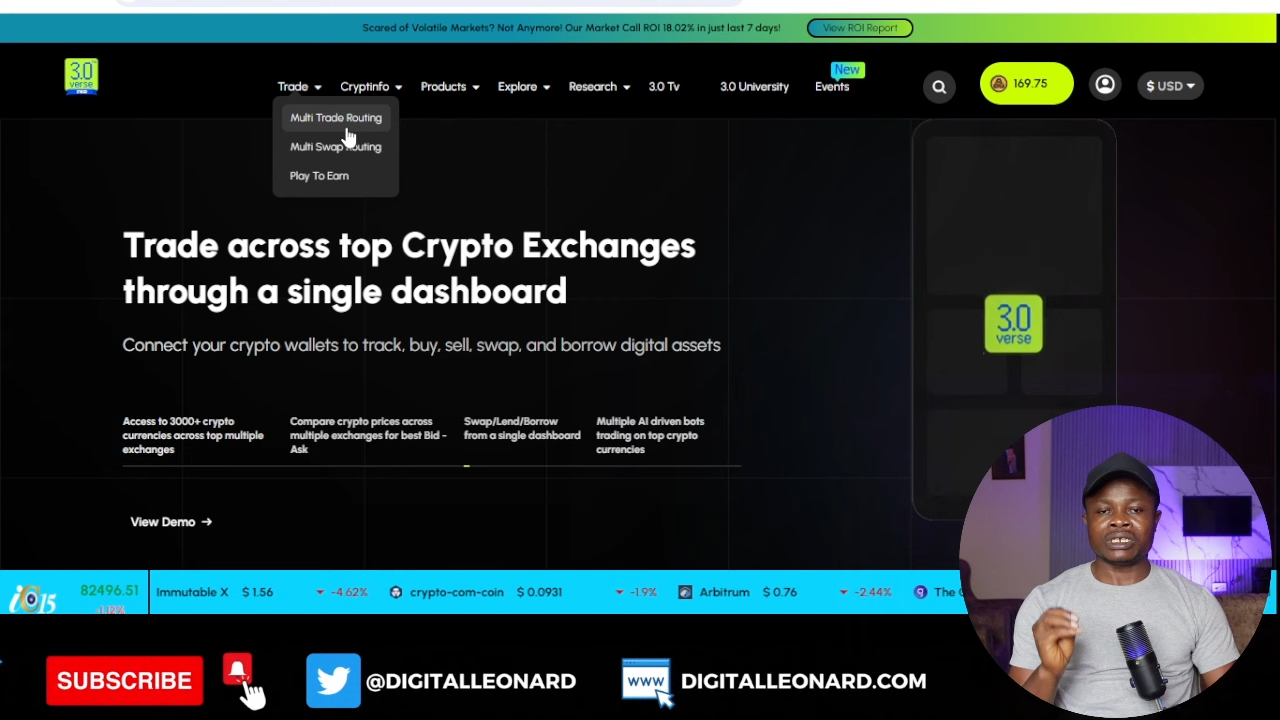 Scared of Volatile Markets? Not Anymore! Our Market Call ROI 18.02% in just last 7 days!
View ROI Report
3.0
verse
Trade
Cryptinfo
Products
Explore
Research
3.0 Tv
3.0 University
New
Events
169.75
$ USD
Multi Trade Routing
Multi Swap Routing
Play To Earn
Trade across top Crypto Exchanges
through a single dashboard
Connect your crypto wallets to track, buy, sell, swap, and borrow digital assets
3.0
verse
Access to 3000+ crypto
currencies across top multiple
exchanges
Compare crypto prices across
multiple exchanges for best Bid -
Ask
Swap/Lend/Borrow
from a single dashboard
Multiple AI driven bots
trading on top crypto
currencies
View Demo →
82496.51
-1.12%
Immutable X $ 1.56 -4.62%
crypto-com-coin $ 0.0931 -1.9%
Arbitrum $ 0.76 -2.44%
The
SUBSCRIBE
@DIGITALLEONARD
WWW
DIGITALLEONARD.COM